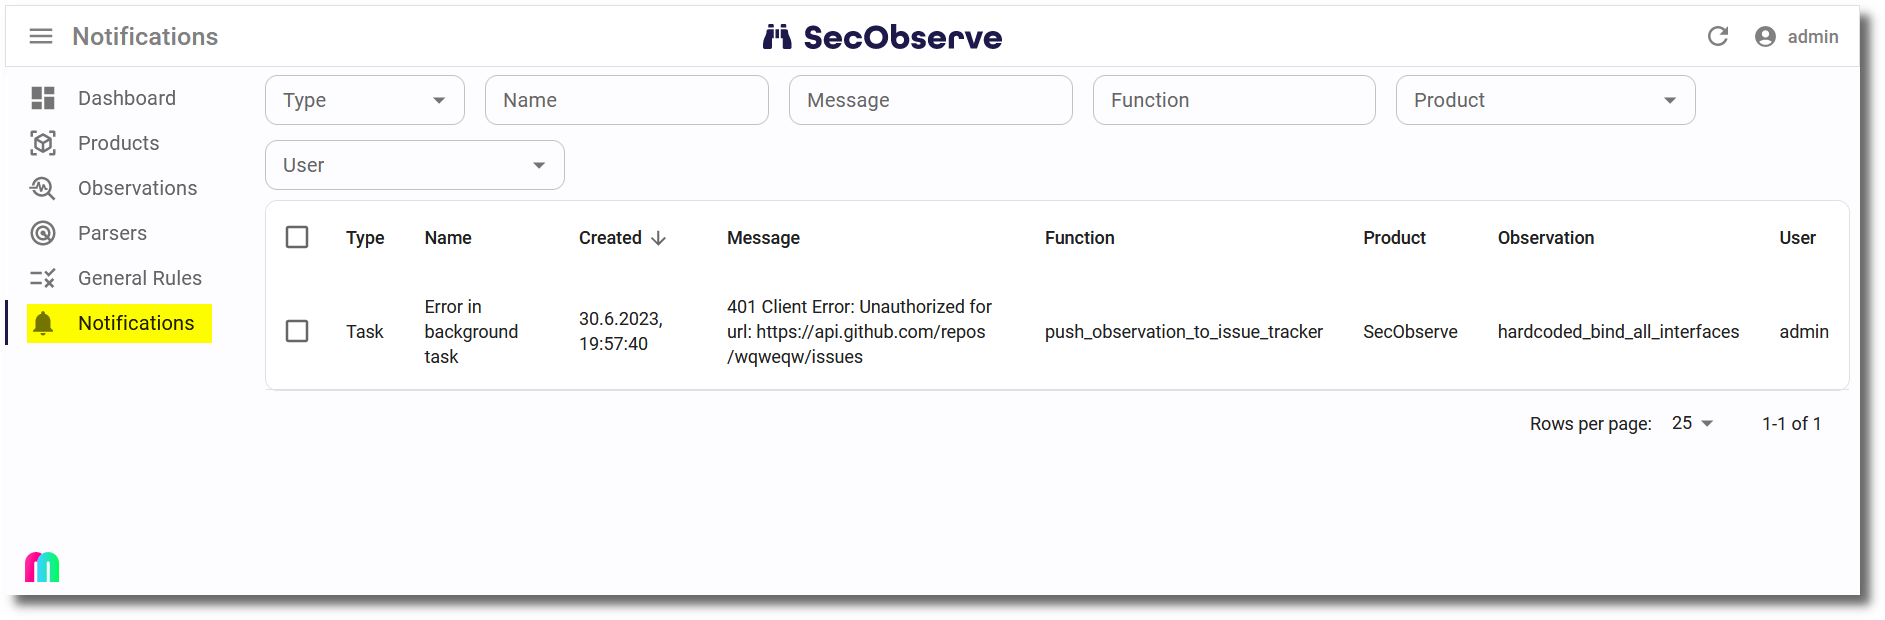 Notifications
SecObserve
admin
Dashboard
Products
Observations
Parsers
General Rules
Notifications
Type
Name
Message
Function
Product
User
Type Name Created Message Function Product Observation User
Task
Error in
background
task
30.6.2023,
19:57:40
401 Client Error: Unauthorized for
url: https://api.github.com/repos
/wqweqw/issues
push_observation_to_issue_tracker
SecObserve
hardcoded_bind_all_interfaces
admin
Rows per page: 25 1-1 of 1